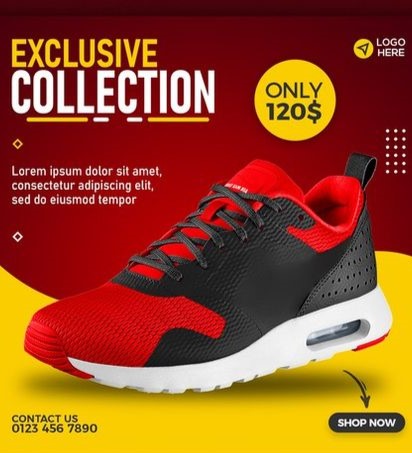 EXCLUSIVE
COLLECTION
LOGO
HERE
ONLY
120$
Lorem ipsum dolor sit amet,
consectetur adipiscing elit,
sed do eiusmod tempor
CONTACT US
0123 456 7890
SHOP NOW